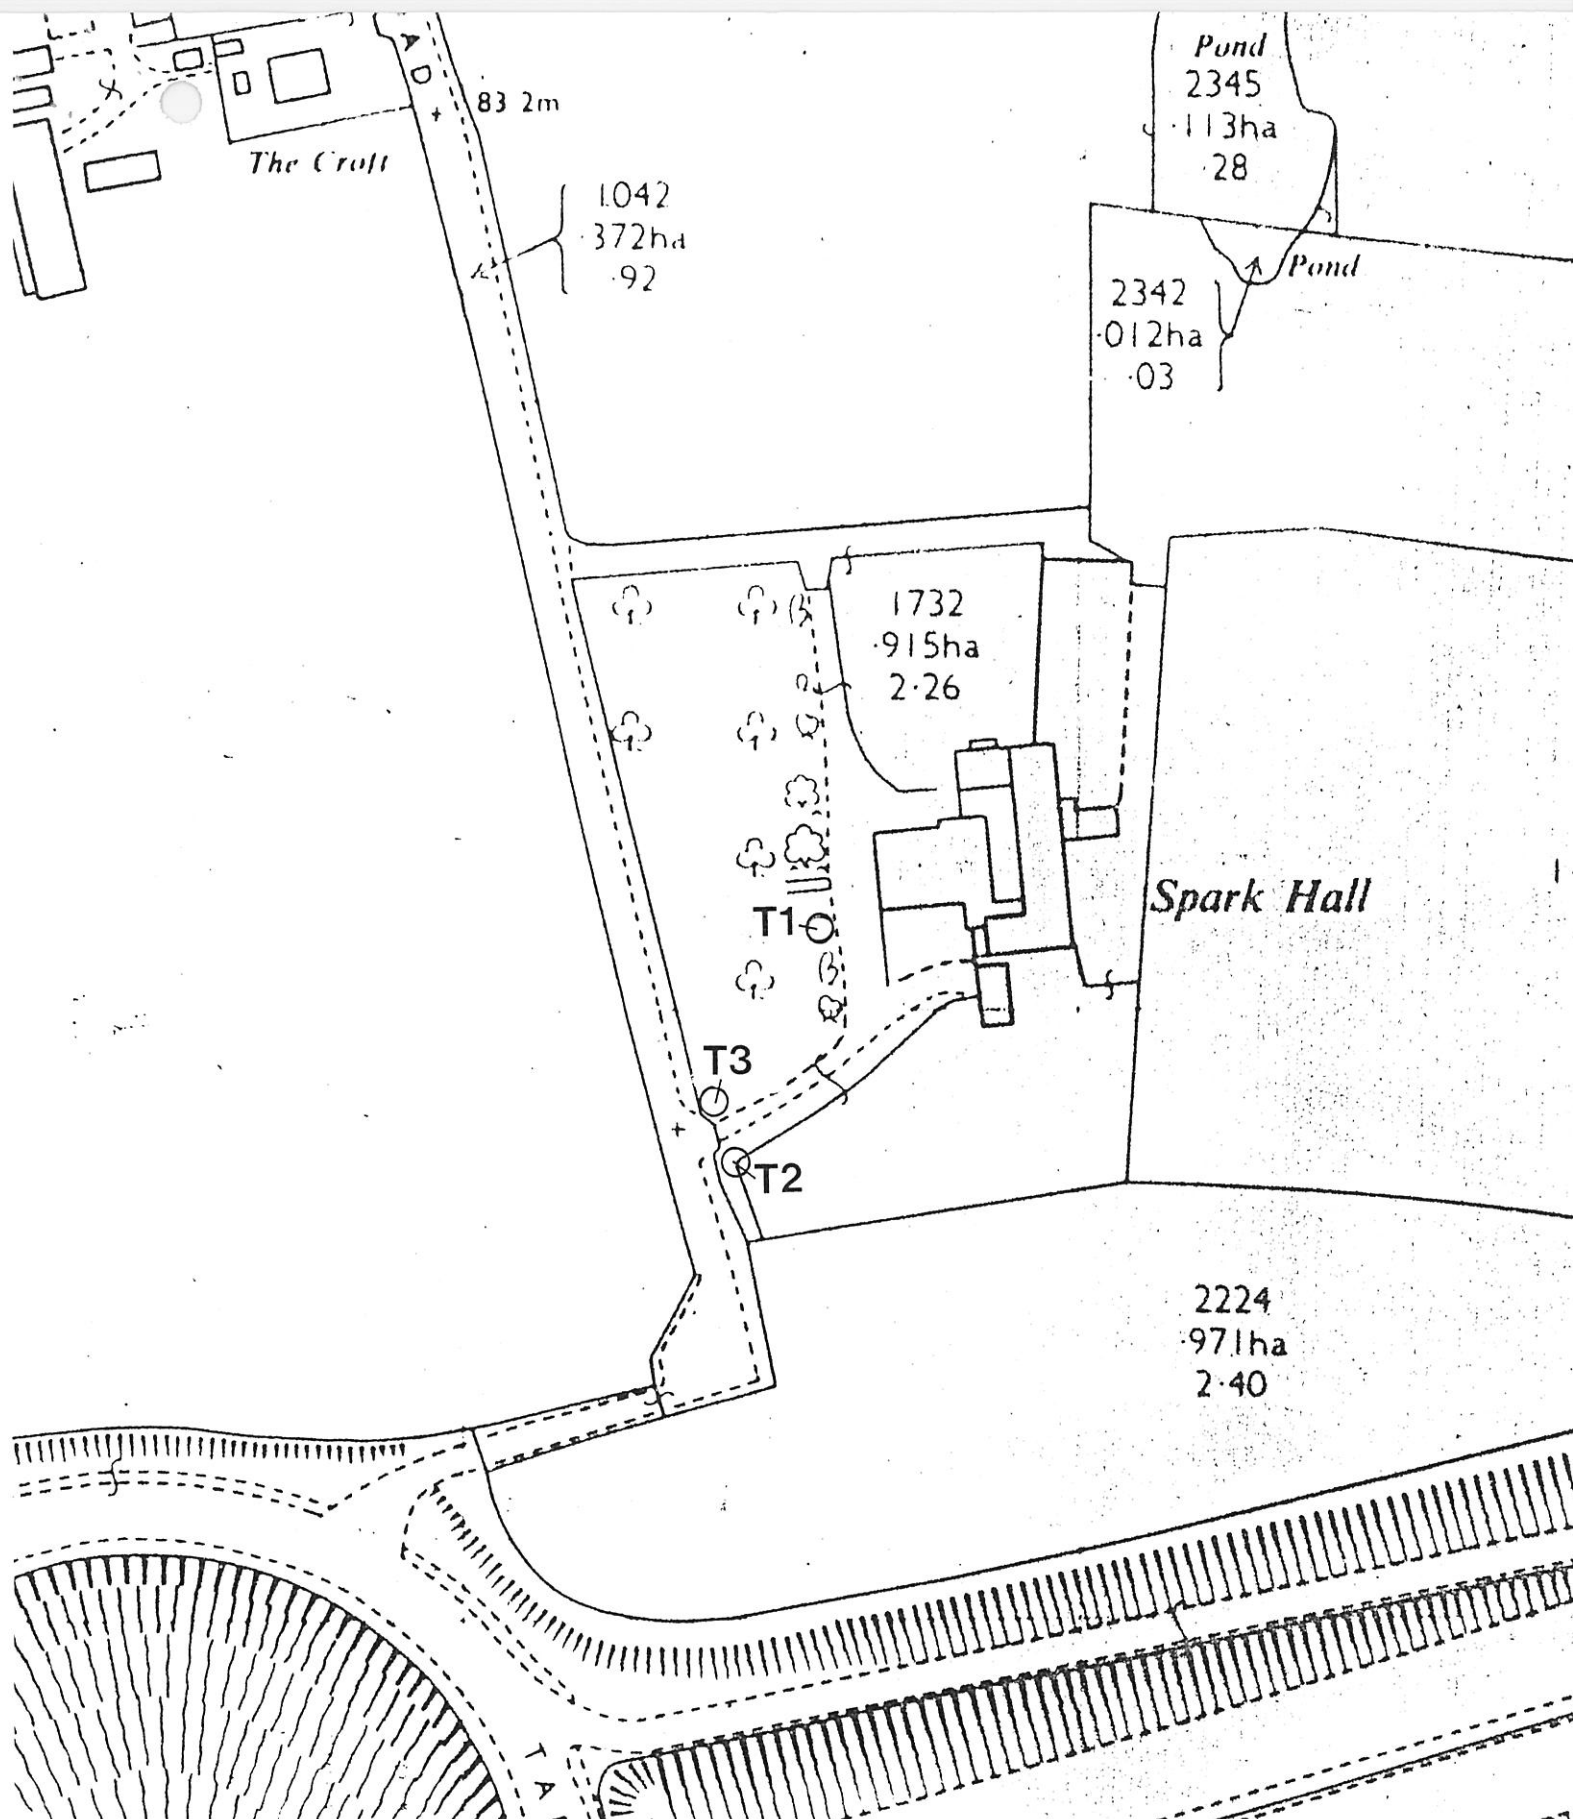 A D
83 2m
The Croft
1.042
.372ha
.92
Pond
2345
.113ha
.28
Pond
2342
.012ha
.03
1732
.915ha
2.26
Spark Hall
T1
T3
T2
2224
.971ha
2.40